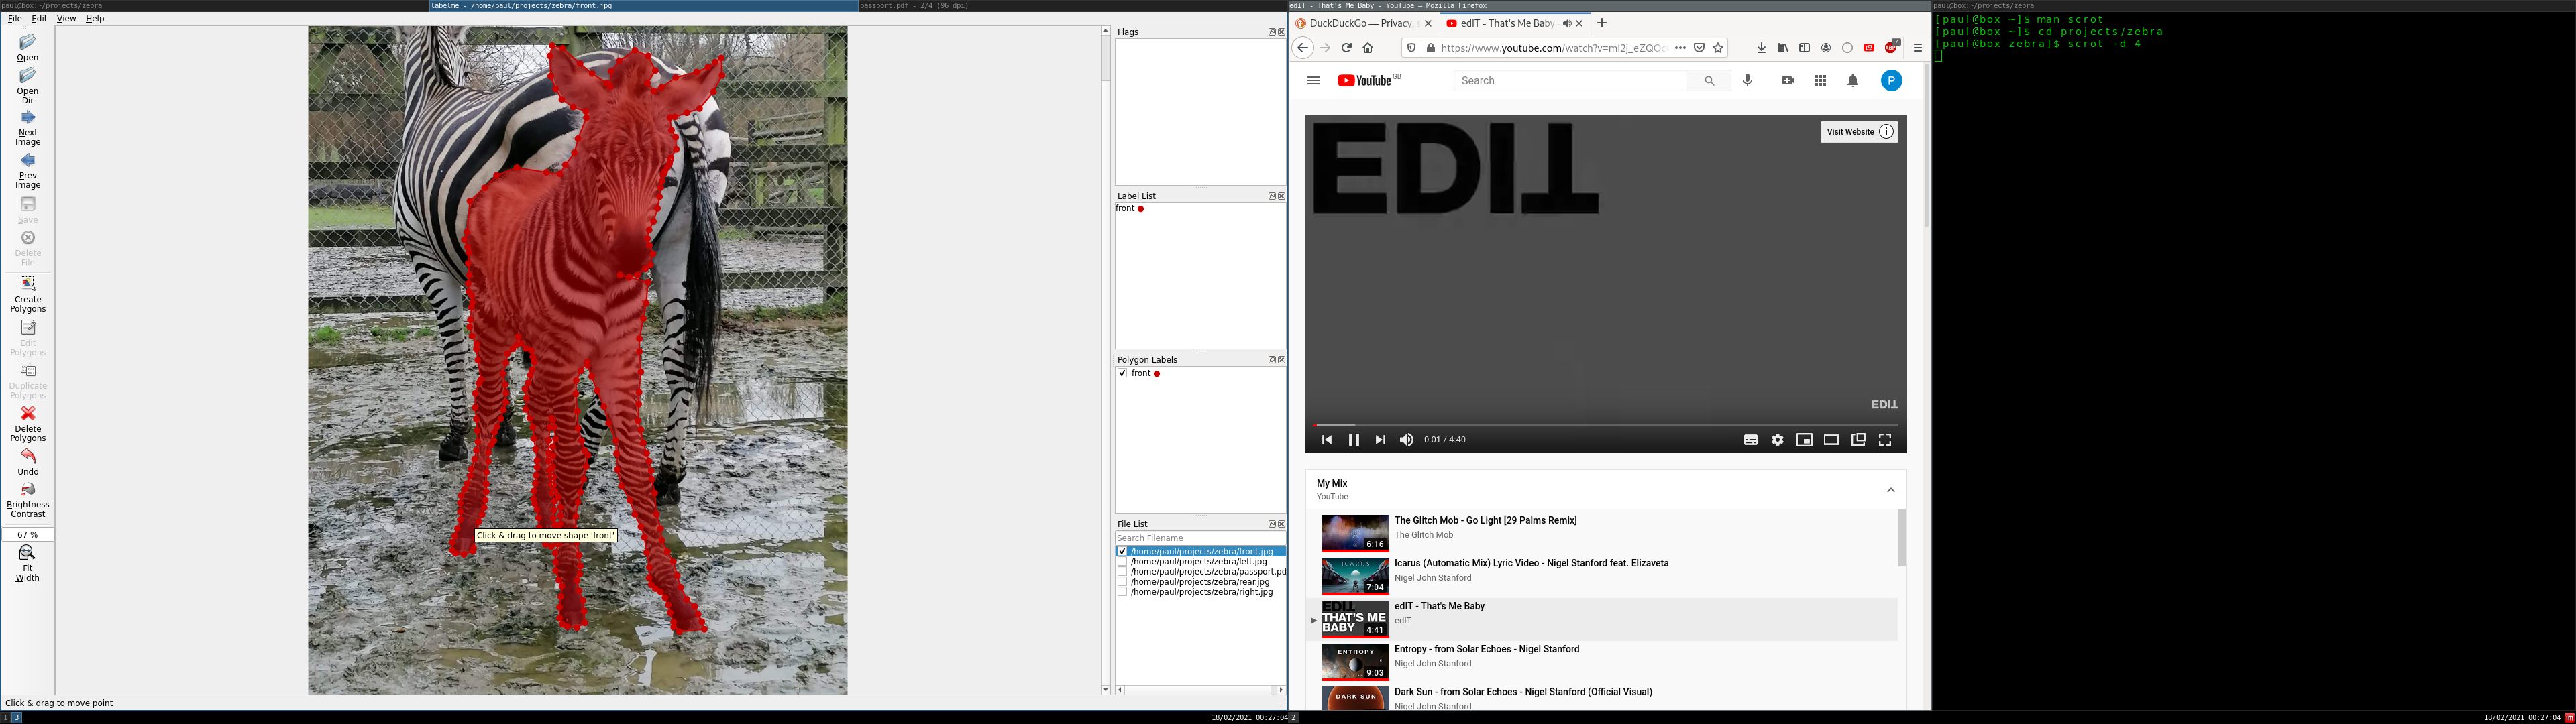 paul@box:~/projects/zebra
labelme - /home/paul/projects/zebra/front.jpg
passport.pdf - 2/4 (96 dpi)
File Edit View Help
Open
Open
Dir
Next
Image
Prev
Image
Save
Delete
File
Create
Polygons
Edit
Polygons
Duplicate
Polygons
Delete
Polygons
Undo
Brightness
Contrast
67 %
Fit
Width
Click & drag to move shape 'front'
Click & drag to move point
Flags
Label List
front
Polygon Labels
front
File List
Search Filename
/home/paul/projects/zebra/front.jpg
/home/paul/projects/zebra/left.jpg
/home/paul/projects/zebra/passport.pd
/home/paul/projects/zebra/rear.jpg
/home/paul/projects/zebra/right.jpg
1 3
18/02/2021 00:27:04
edIT - That's Me Baby - YouTube — Mozilla Firefox
DuckDuckGo — Privacy, s
edIT - That's Me Baby
https://www.youtube.com/watch?v=mI2j_eZQO
ABP 7
YouTube GB
Search
P
EDIT
Visit Website
EDIT
0:01 / 4:40
My Mix
YouTube
The Glitch Mob - Go Light [29 Palms Remix]
The Glitch Mob
6:16
ICARUS
Icarus (Automatic Mix) Lyric Video - Nigel Stanford feat. Elizaveta
Nigel John Stanford
7:04
EDIT
THAT'S ME
BABY
4:41
edIT - That's Me Baby
edIT
ENTROPY
Entropy - from Solar Echoes - Nigel Stanford
Nigel John Stanford
9:03
DARK SUN
Dark Sun - from Solar Echoes - Nigel Stanford (Official Visual)
Nigel John Stanford
2
paul@box:~/projects/zebra
[paul@box ~]$ man scrot
[paul@box ~]$ cd projects/zebra
[paul@box zebra]$ scrot -d 4
18/02/2021 00:27:04